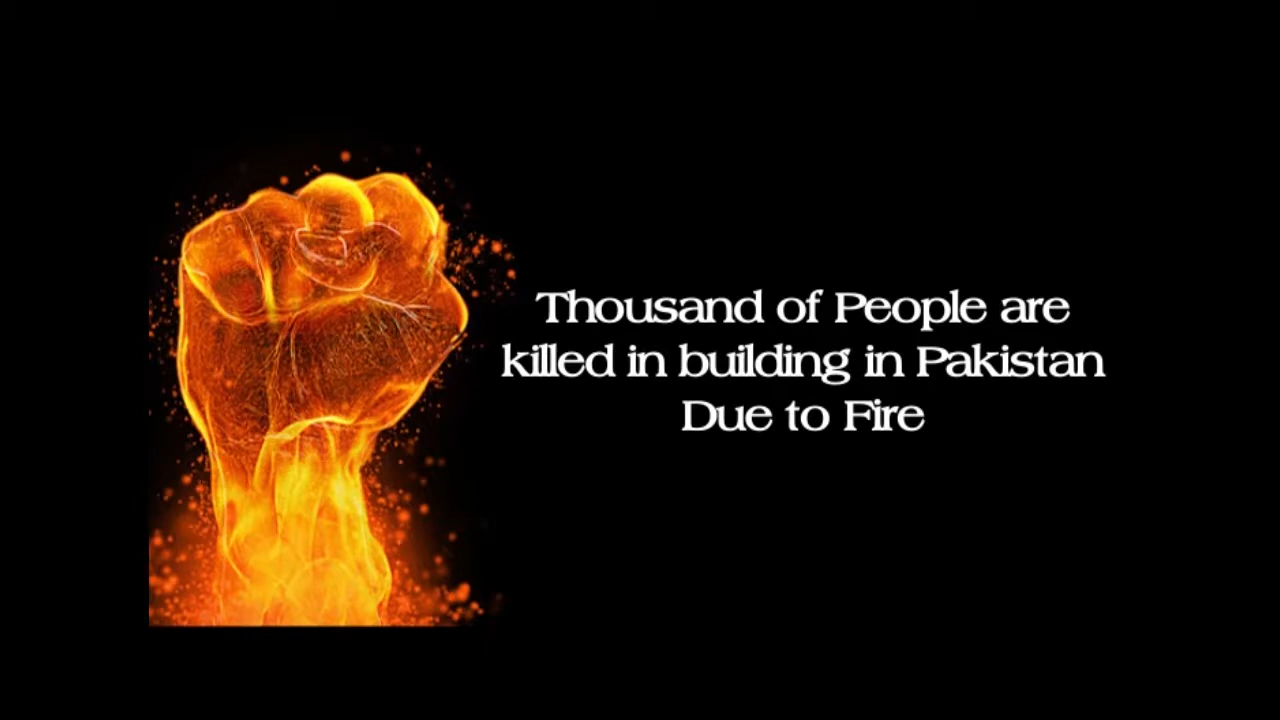 Thousand of People are
killed in building in Pakistan
Due to Fire